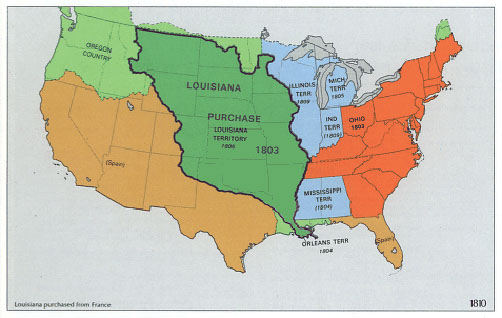 OREGON
COUNTRY
LOUISIANA
PURCHASE
LOUISIANA
TERRITORY
1805
1803
(Spain)
ILLINOIS
TERR.
1809
MICH
TERR
1805
IND
TERR
(1809)
OHIO
1803
MISSISSIPPI
TERR.
(1804)
ORLEANS TERR
1804
(Spain)
Louisiana purchased from France
1810